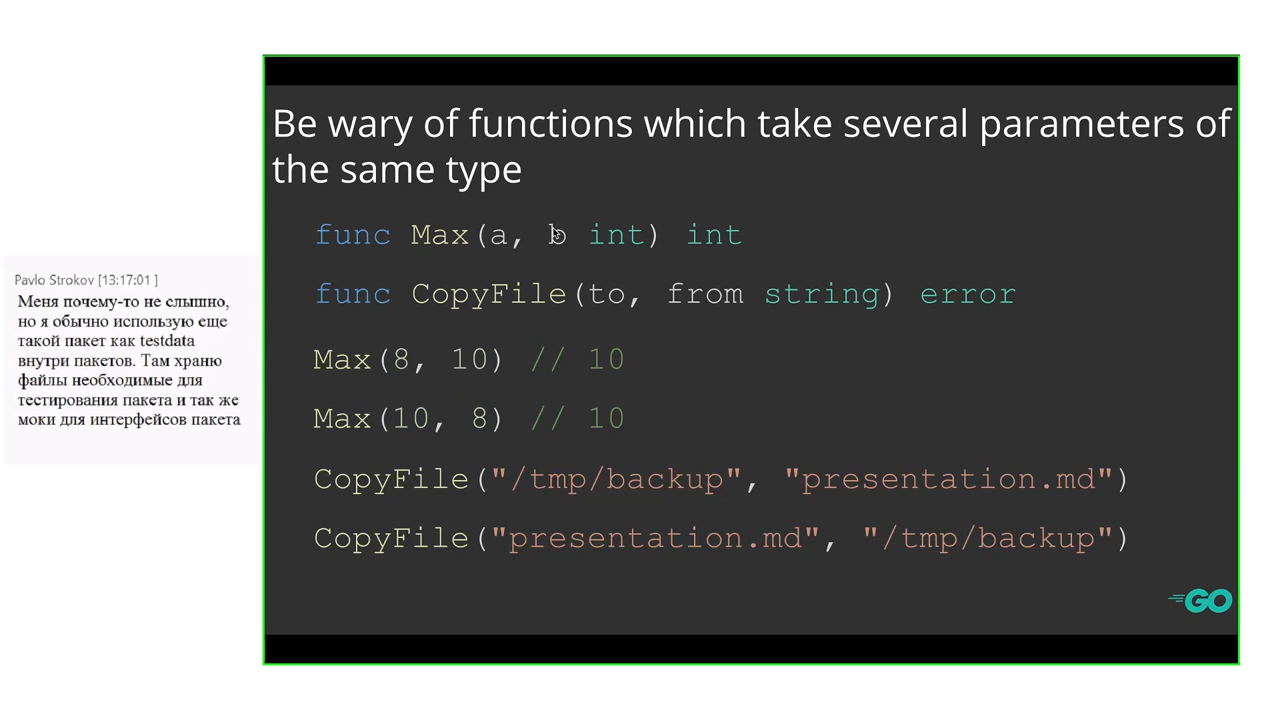 Pavlo Strokov [13:17:01 ]
Меня почему-то не слышно,
но я обычно использую еще
такой пакет как testdata
внутри пакетов. Там храню
файлы необходимые для
тестирования пакета и так же
моки для интерфейсов пакета
Be wary of functions which take several parameters of
the same type
func Max(a, b int) int
func CopyFile(to, from string) error
Max(8, 10) // 10
Max(10, 8) // 10
CopyFile("/tmp/backup", "presentation.md")
CopyFile("presentation.md", "/tmp/backup")
GO